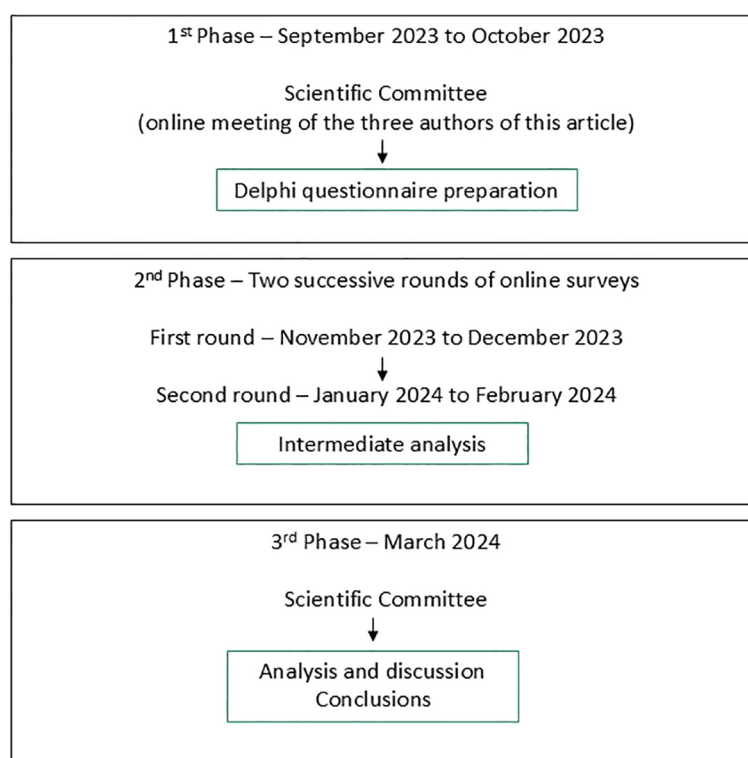 1st Phase – September 2023 to October 2023
Scientific Committee
(online meeting of the three authors of this article)
Delphi questionnaire preparation
2nd Phase – Two successive rounds of online surveys
First round – November 2023 to December 2023
Second round – January 2024 to February 2024
Intermediate analysis
3rd Phase – March 2024
Scientific Committee
Analysis and discussion
Conclusions